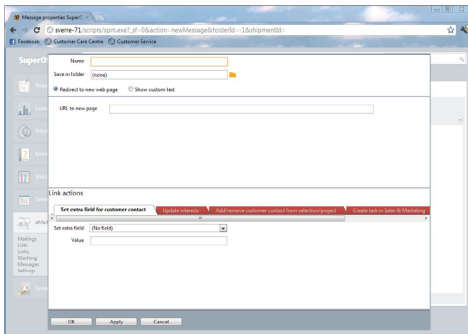 Message properties SuperO
sverre-71/scripts/spm.exe?_sf=0&action=newMessage&folderId=-1&shipmentId=
Facebook Customer Care Centre Customer Service
SuperO
Name
Save in folder (none)
Redirect to new web page Show custom text
URL to new page
Link actions
Set extra field for customer contact Update interests Add/remove customer contact from selection/project Create task in Sales & Marketing
Set extra field (No field)
Value
Mailings
Lists
Links
Washing
Messages
Settings
OK Apply Cancel